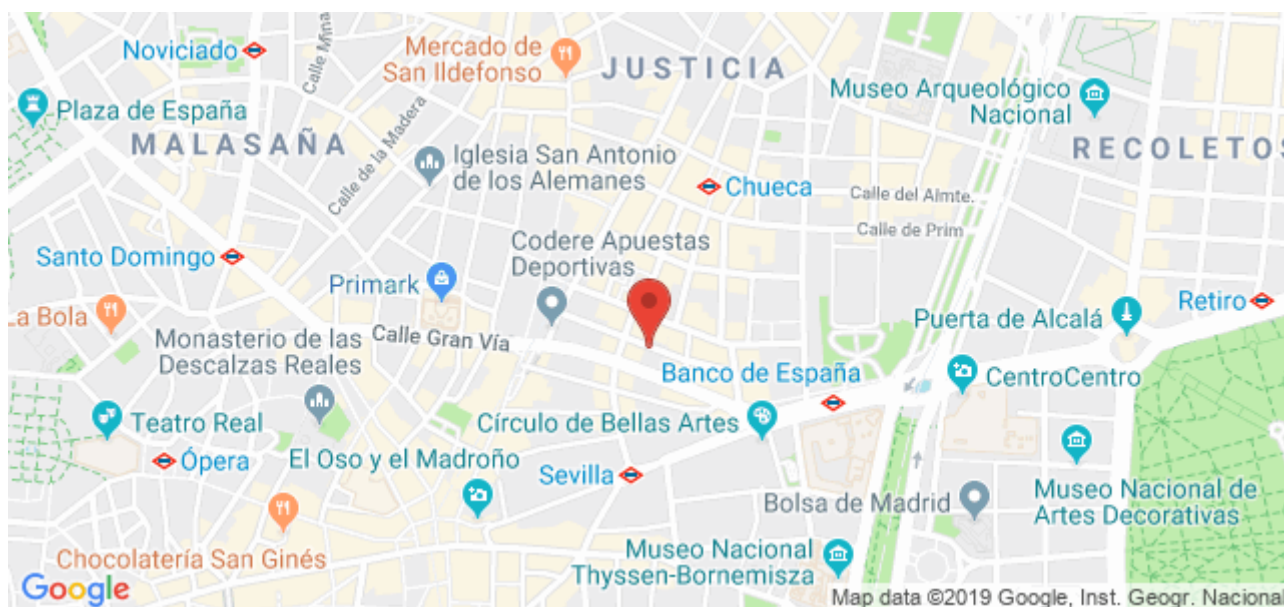 Noviciado
Calle Mina
Mercado de
San Ildefonso
JUSTICIA
Museo Arqueológico
Nacional
Plaza de España
MALASAÑA
Calle de la Madera
Iglesia San Antonio
de los Alemanes
RECOLETOS
Chueca
Calle del Almte.
Calle de Prim
Santo Domingo
Codere Apuestas
Deportivas
Primark
La Bola
Retiro
Puerta de Alcalá
Monasterio de las
Descalzas Reales
Calle Gran Vía
Banco de España
CentroCentro
Teatro Real
Círculo de Bellas Artes
Ópera
El Oso y el Madroño
Sevilla
Bolsa de Madrid
Museo Nacional de
Artes Decorativas
Chocolatería San Ginés
Museo Nacional
Thyssen-Bornemisza
Google
Map data ©2019 Google, Inst. Geogr. Naciona